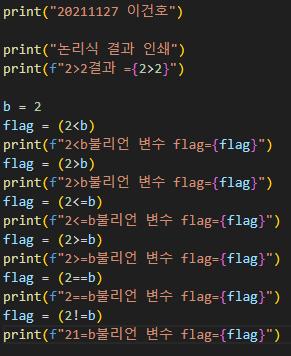 print("20211127 이건호")
print("논리식 결과 인쇄")
print(f"2>2결과 ={2>2}")
b = 2
flag = (2<b)
print(f"2<b불리언 변수 flag={flag}")
flag = (2>b)
print(f"2>b불리언 변수 flag={flag}")
flag = (2<=b)
print(f"2<=b불리언 변수 flag={flag}")
flag = (2>=b)
print(f"2>=b불리언 변수 flag={flag}")
flag = (2==b)
print(f"2==b불리언 변수 flag={flag}")
flag = (2!=b)
print(f"21=b불리언 변수 flag={flag}")